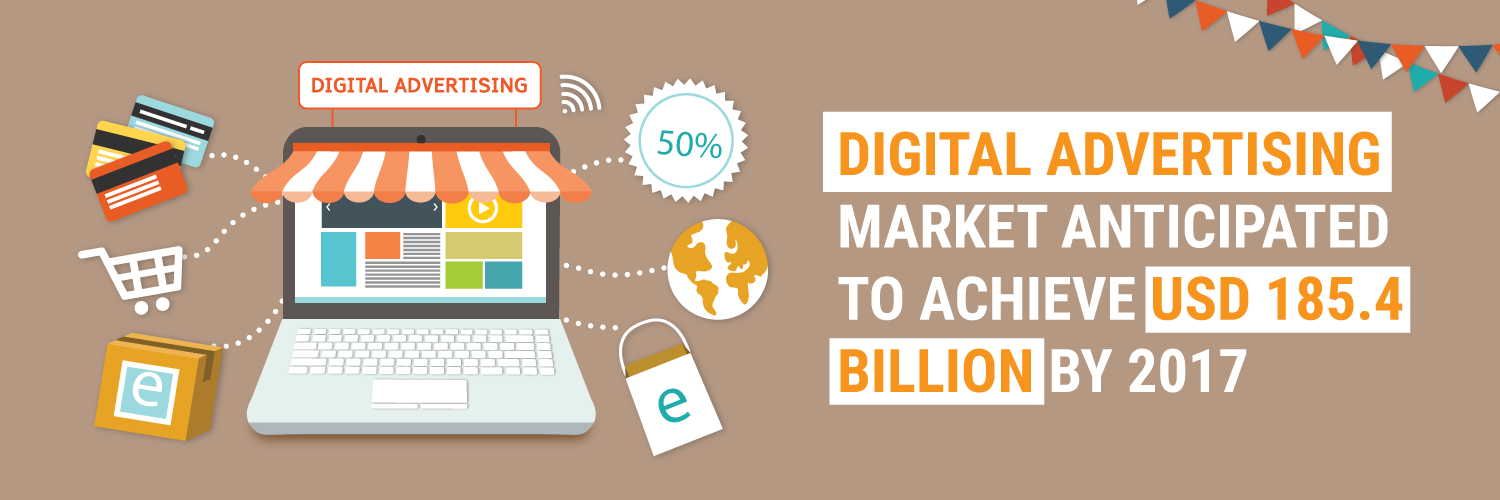 DIGITAL ADVERTISING
50%
e
e
DIGITAL ADVERTISING
MARKET ANTICIPATED
TO ACHIEVE USD 185.4
BILLION BY 2017